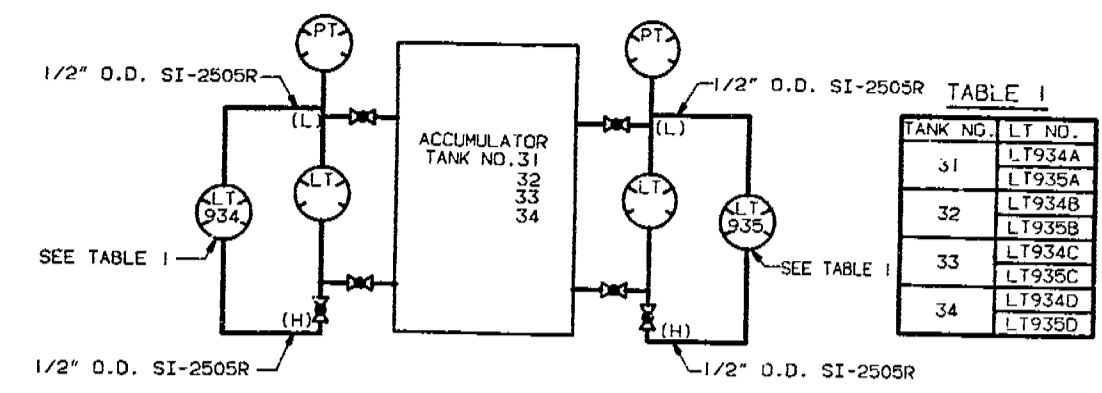 PT
PT
1/2" O.D. SI-2505R
1/2" O.D. SI-2505R
TABLE 1
(L)
(L)
ACCUMULATOR
TANK NO.31
32
33
34
LT
LT
LT
934
LT
935
SEE TABLE 1
SEE TABLE 1
(H)
(H)
1/2" O.D. SI-2505R
1/2" O.D. SI-2505R
TANK NO. LT NO.
31 LT934A
LT935A
32 LT934B
LT935B
33 LT934C
LT935C
34 LT934D
LT935D